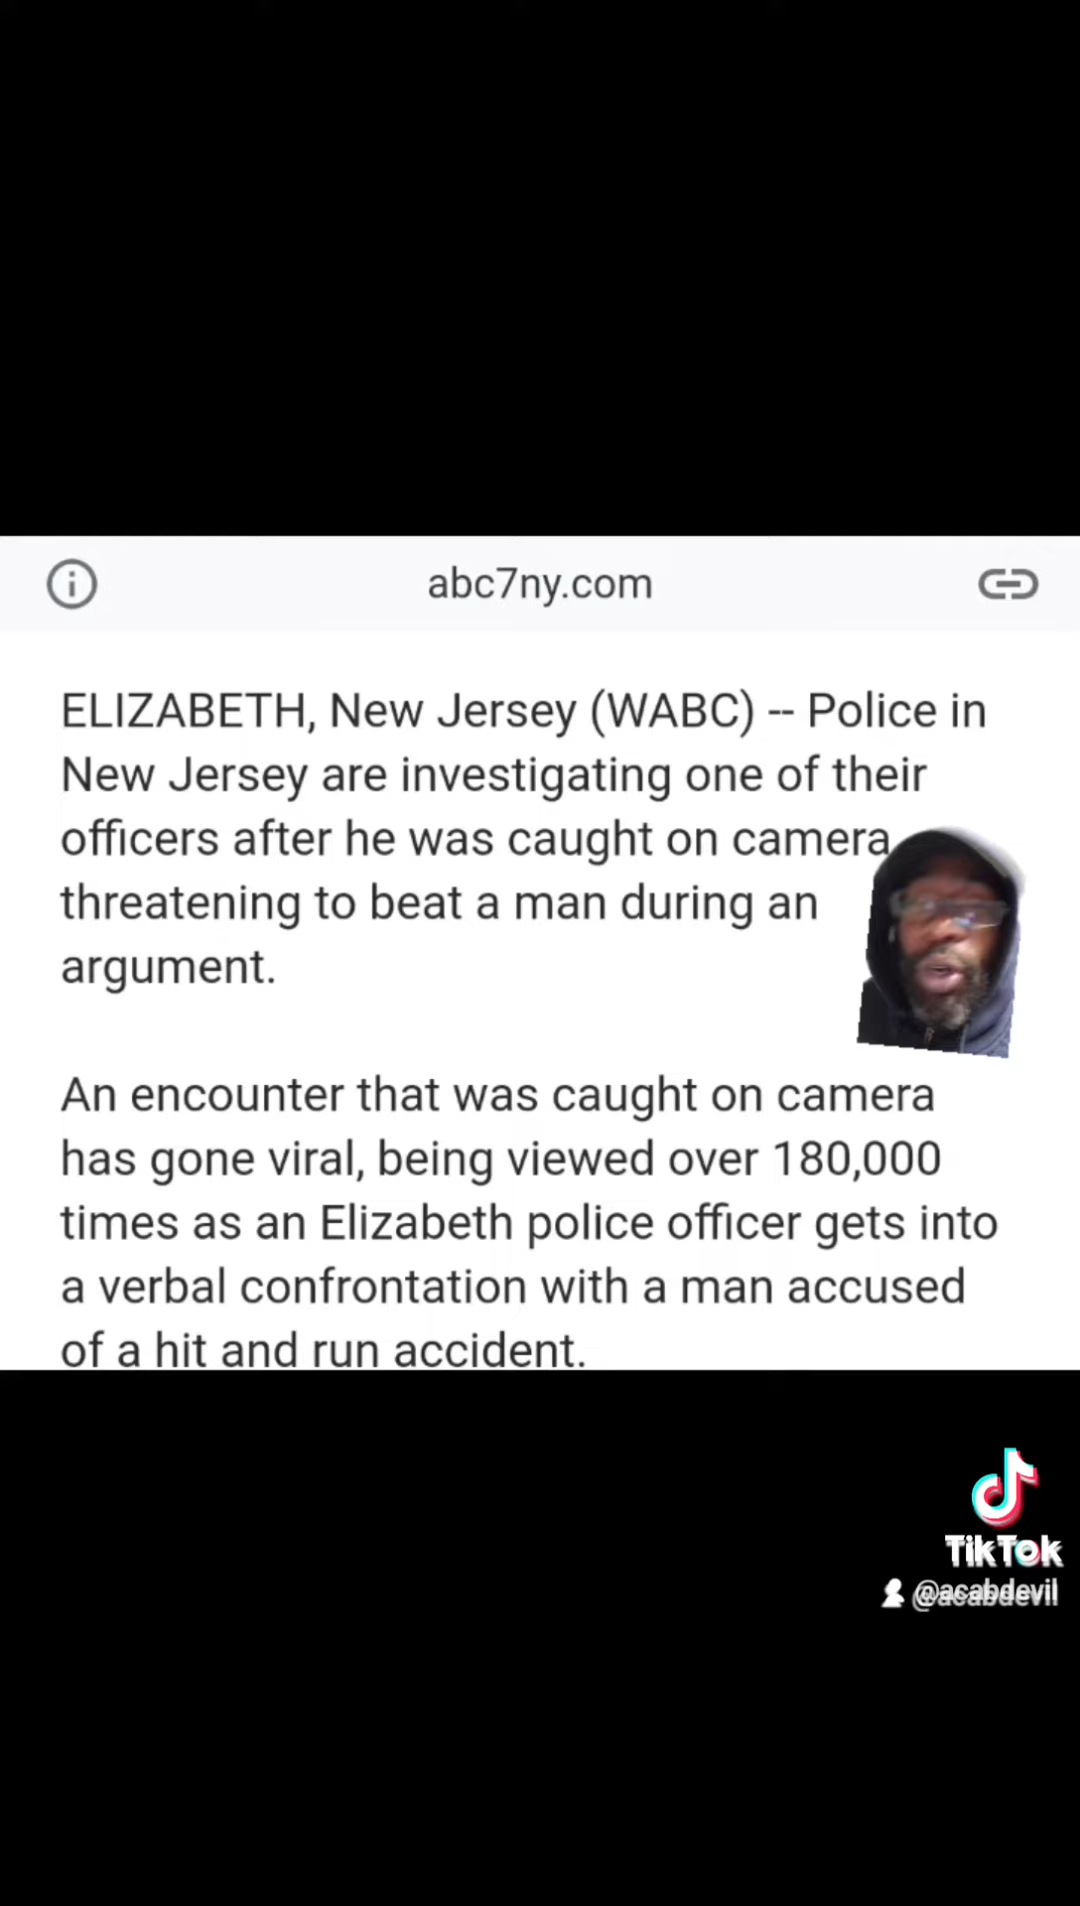 abc7ny.com
ELIZABETH, New Jersey (WABC) -- Police in
New Jersey are investigating one of their
officers after he was caught on camera
threatening to beat a man during an
argument.
An encounter that was caught on camera
has gone viral, being viewed over 180,000
times as an Elizabeth police officer gets into
a verbal confrontation with a man accused
of a hit and run accident.
TikTok
@acabdevil